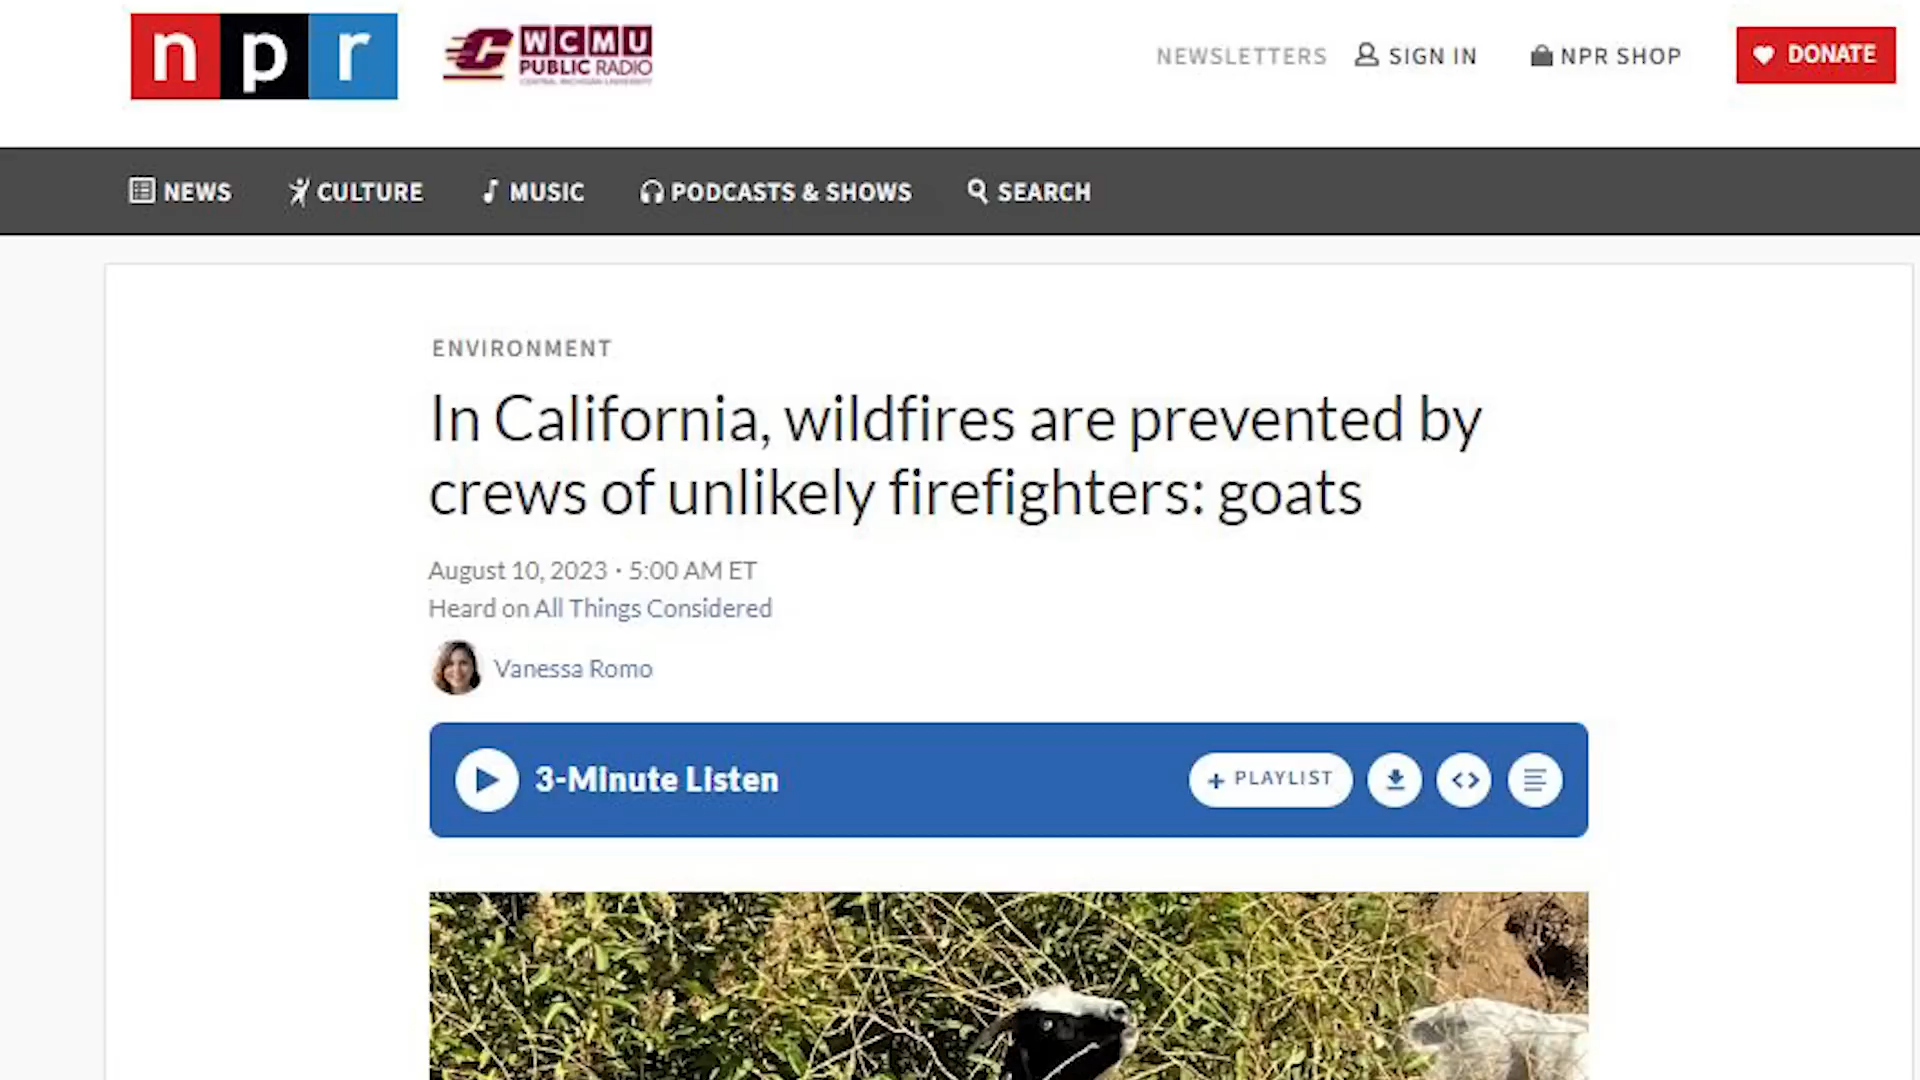 npr
WCMU
PUBLIC RADIO
CENTRAL MICHIGAN UNIVERSITY
NEWSLETTERS
SIGN IN
NPR SHOP
DONATE
NEWS
CULTURE
MUSIC
PODCASTS & SHOWS
SEARCH
ENVIRONMENT
In California, wildfires are prevented by
crews of unlikely firefighters: goats
August 10, 2023 · 5:00 AM ET
Heard on All Things Considered
Vanessa Romo
3-Minute Listen
+ PLAYLIST